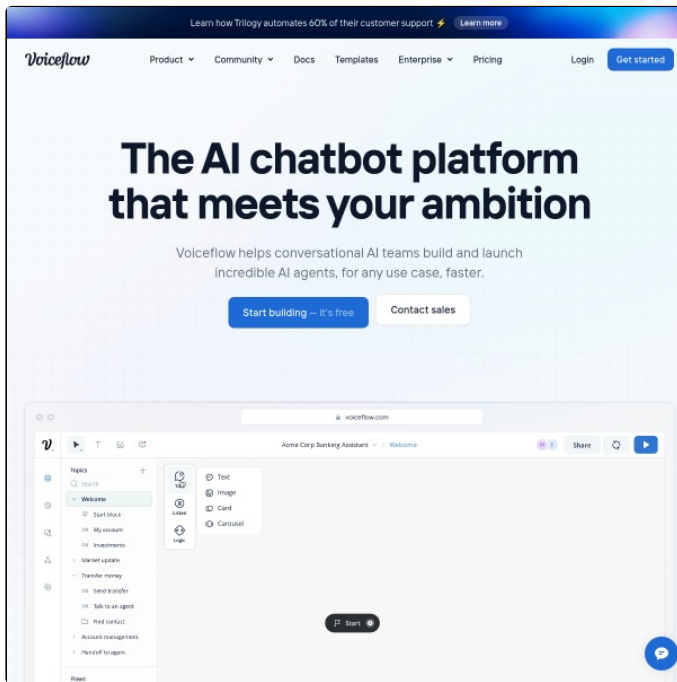 Learn how Trilogy automates 60% of their customer support ⚡ Learn more
Voiceflow
Product Community Docs Templates Enterprise Pricing Login Get started
The AI chatbot platform
that meets your ambition
Voiceflow helps conversational AI teams build and launch
incredible AI agents, for any use case, faster.
Start building — it's free
Contact sales
voiceflow.com
V
T
Acme Corp Banking Assistant / Welcome
M E
Share
Topics
Search
Welcome
Start block
My account
Investments
Market update
Transfer money
Send transfer
Talk to an agent
Find contact
Account management
Handoff to agent
Flows
Talk
Listen
Logic
Text
Image
Card
Carousel
Start